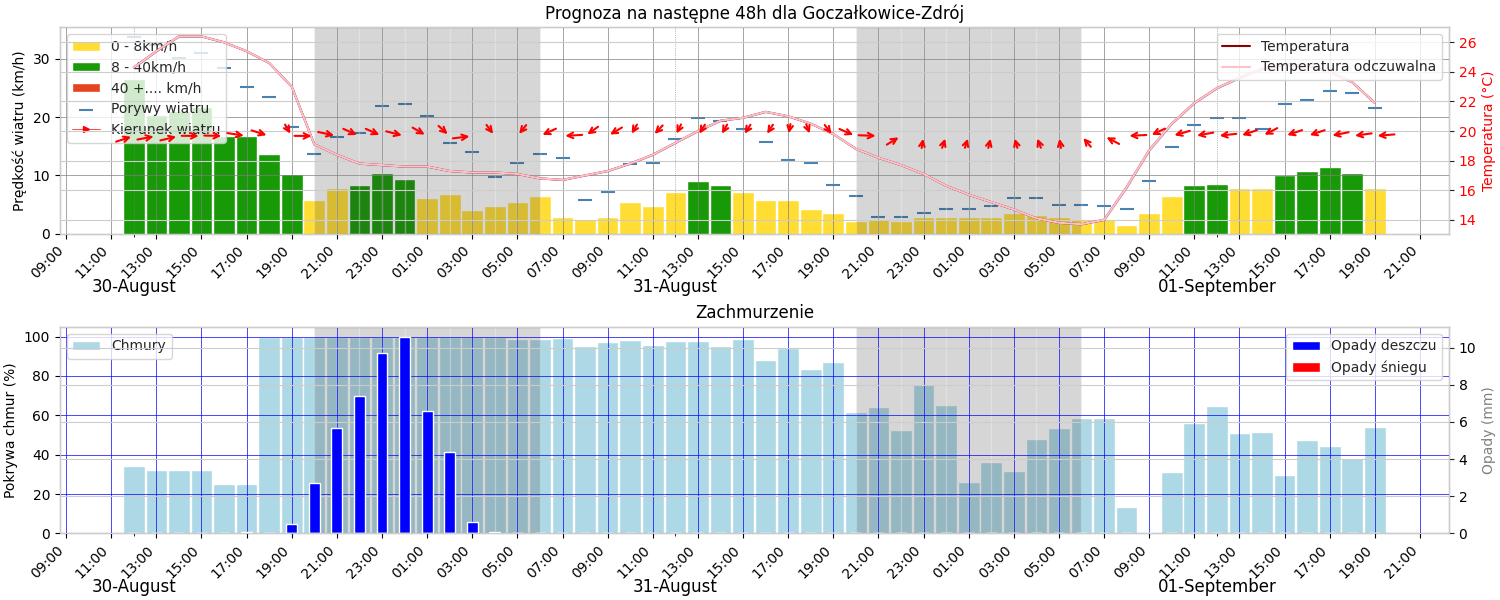 Prognoza na następne 48h dla Goczałkowice-Zdrój
Prędkość wiatru (km/h)
30
20
10
0
0 - 8km/h
8 - 40km/h
40 +.... km/h
Porywy wiatru
Kierunek wiatru
Temperatura
Temperatura odczuwalna
26
24
22
20
18
16
14
Temperatura (°C)
09:00 11:00 13:00 15:00 17:00 19:00 21:00 23:00 01:00 03:00 05:00 07:00 09:00 11:00 13:00 15:00 17:00 19:00 21:00 23:00 01:00 03:00 05:00 07:00 09:00 11:00 13:00 15:00 17:00 19:00 21:00
30-August 31-August 01-September
Zachmurzenie
Pokrywa chmur (%)
100
80
60
40
20
0
Chmury
Opady deszczu
Opady śniegu
10
8
6
4
2
0
Opady (mm)
09:00 11:00 13:00 15:00 17:00 19:00 21:00 23:00 01:00 03:00 05:00 07:00 09:00 11:00 13:00 15:00 17:00 19:00 21:00 23:00 01:00 03:00 05:00 07:00 09:00 11:00 13:00 15:00 17:00 19:00 21:00
30-August 31-August 01-September